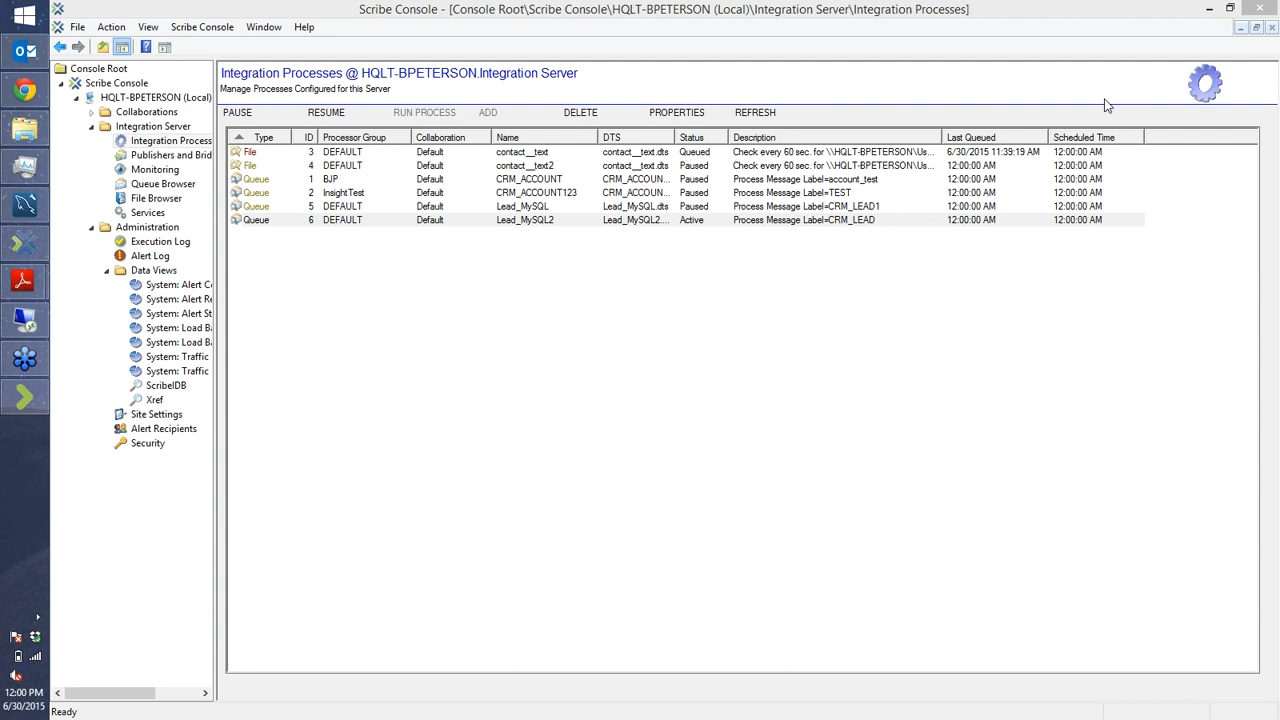 Scribe Console - [Console Root\Scribe Console\HQLT-BPETERSON (Local)\Integration Server\Integration Processes]
File Action View Scribe Console Window Help
Console Root
Scribe Console
HQLT-BPETERSON (Local)
Collaborations
Integration Server
Integration Process
Publishers and Brid
Monitoring
Queue Browser
File Browser
Services
Administration
Execution Log
Alert Log
Data Views
System: Alert Co
System: Alert Re
System: Alert St
System: Load Ba
System: Load Ba
System: Traffic
System: Traffic
ScribeIDB
Xref
Site Settings
Alert Recipients
Security
Integration Processes @ HQLT-BPETERSON.Integration Server
Manage Processes Configured for this Server
PAUSE RESUME RUN PROCESS ADD DELETE PROPERTIES REFRESH
Type ID Processor Group Collaboration Name DTS Status Description Last Queued Scheduled Time
File 3 DEFAULT Default contact__text contact__text.dts Queued Check every 60 sec. for \\HQLT-BPETERSON\Us... 6/30/2015 11:39:19 AM 12:00:00 AM
File 4 DEFAULT Default contact__text2 contact__text.dts Paused Check every 60 sec. for \\HQLT-BPETERSON\Us... 12:00:00 AM 12:00:00 AM
Queue 1 BJP Default CRM_ACCOUNT CRM_ACCOUN... Paused Process Message Label=account_test 12:00:00 AM 12:00:00 AM
Queue 2 InsightTest Default CRM_ACCOUNT123 CRM_ACCOUN... Paused Process Message Label=TEST 12:00:00 AM 12:00:00 AM
Queue 5 DEFAULT Default Lead_MySQL Lead_MySQL.dts Paused Process Message Label=CRM_LEAD1 12:00:00 AM 12:00:00 AM
Queue 6 DEFAULT Default Lead_MySQL2 Lead_MySQL2.... Active Process Message Label=CRM_LEAD 12:00:00 AM 12:00:00 AM
12:00 PM
6/30/2015
Ready